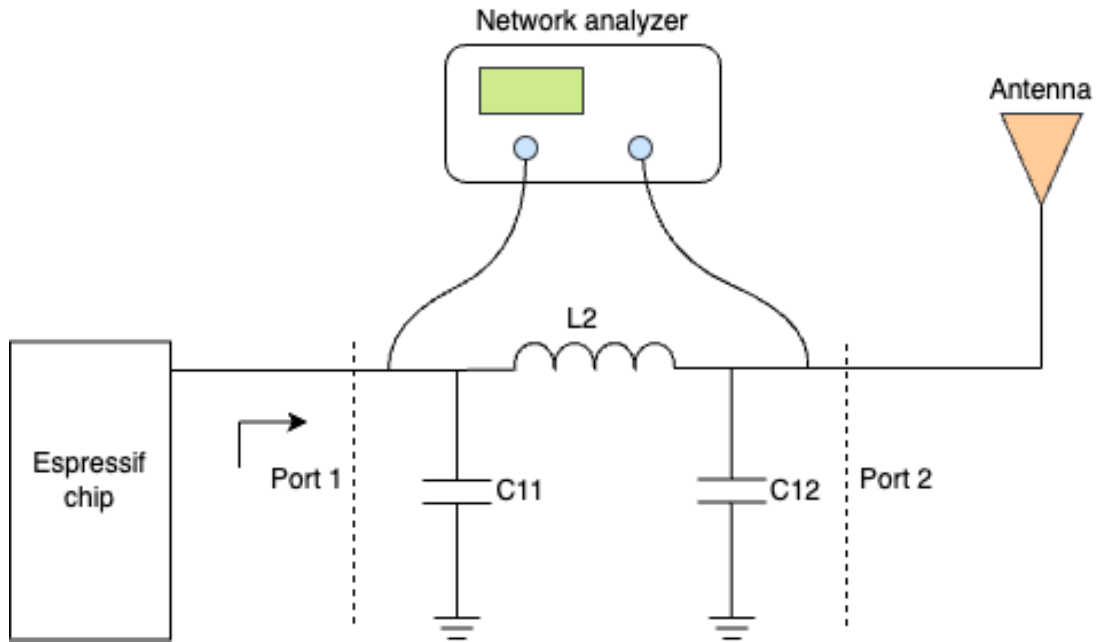 Network analyzer
Antenna
L2
Espressif
chip
Port 1
C11
C12
Port 2